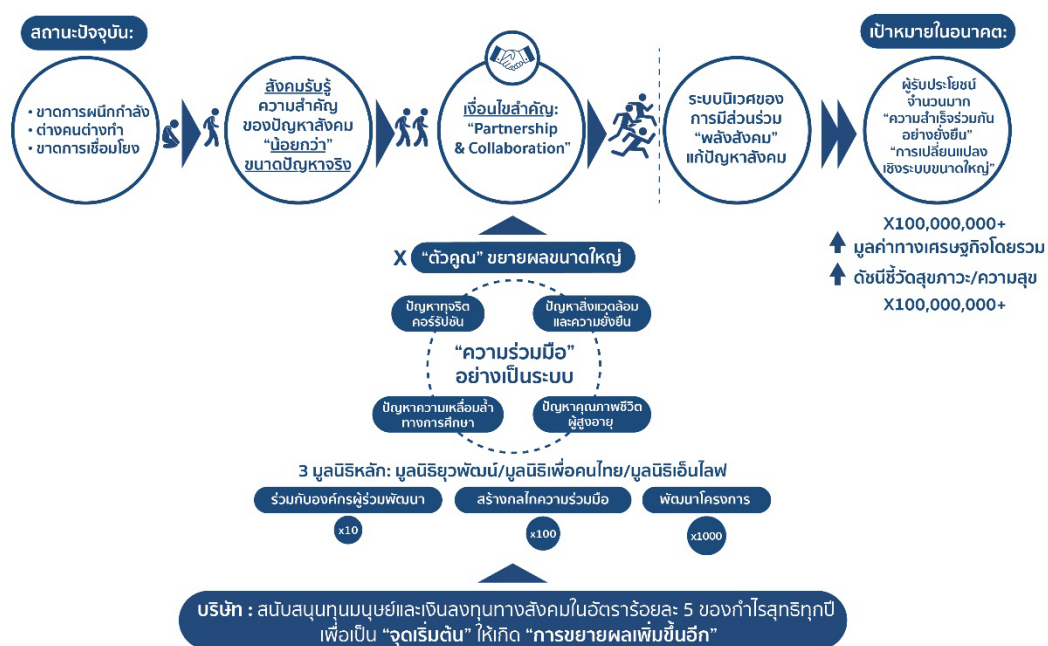 สถานะปัจจุบัน:
• ขาดการผนึกกำลัง
• ต่างคนต่างทำ
• ขาดการเชื่อมโยง
สังคมรับรู้
ความสำคัญ
ของปัญหาสังคม
“น้อยกว่า”
ขนาดปัญหาจริง
เงื่อนไขสำคัญ:
“Partnership
& Collaboration”
ระบบนิเวศของ
การมีส่วนร่วม
“พลังสังคม”
แก้ปัญหาสังคม
เป้าหมายในอนาคต:
ผู้รับประโยชน์
จำนวนมาก
“ความสำเร็จร่วมกัน
อย่างยั่งยืน”
“การเปลี่ยนแปลง
เชิงระบบขนาดใหญ่”
X100,000,000+
มูลค่าทางเศรษฐกิจโดยรวม
ดัชนีชี้วัดสุขภาวะ/ความสุข
X100,000,000+
X “ตัวคูณ” ขยายผลขนาดใหญ่
ปัญหาทุจริต
คอร์รัปชัน
ปัญหาสิ่งแวดล้อม
และความยั่งยืน
“ความร่วมมือ”
อย่างเป็นระบบ
ปัญหาความเหลื่อมล้ำ
ทางการศึกษา
ปัญหาคุณภาพชีวิต
ผู้สูงอายุ
3 มูลนิธิหลัก: มูลนิธิยุวพัฒน์/มูลนิธิเพื่อคนไทย/มูลนิธิเอ็นไลฟ
ร่วมกับองค์กรผู้ร่วมพัฒนา
x10
สร้างกลไกความร่วมมือ
x100
พัฒนาโครงการ
x1000
บริษัท : สนับสนุนทุนมนุษย์และเงินลงทุนทางสังคมในอัตราร้อยละ 5 ของกำไรสุทธิทุกปี
เพื่อเป็น “จุดเริ่มต้น” ให้เกิด “การขยายผลเพิ่มขึ้นอีก”